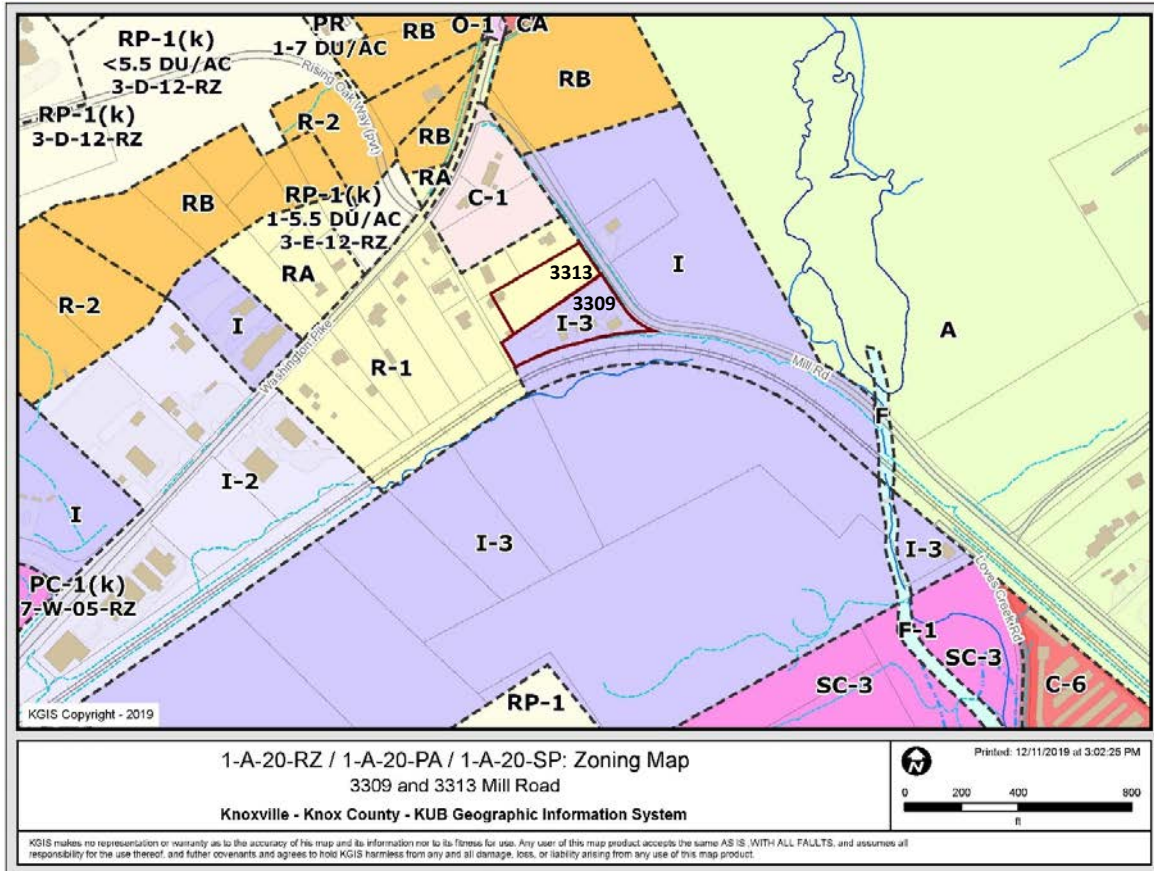 PR
1-7 DU/AC
RB
O-1
CA
RP-1(k)
<5.5 DU/AC
3-D-12-RZ
Rising Oak Way (pvt)
RB
RP-1(k)
3-D-12-RZ
R-2
RB
RA
C-1
RB
RP-1(k)
1-5.5 DU/AC
3-E-12-RZ
RA
3313
3309
I-3
I
A
R-2
I
Washington Pike
R-1
Mill Rd
F
I-2
I
I-3
I-3
Loves Creek Rd
PC-1(k)
7-W-05-RZ
F-1
SC-3
SC-3
C-6
RP-1
KGIS Copyright - 2019
1-A-20-RZ / 1-A-20-PA / 1-A-20-SP: Zoning Map
3309 and 3313 Mill Road
Knoxville - Knox County - KUB Geographic Information System
N
Printed: 12/11/2019 at 3:02:25 PM
0 200 400 800
ft
KGIS makes no representation or warranty as to the accuracy of his map and its information nor to its fitness for use. Any user of this map product accepts the same AS IS ,WITH ALL FAULTS, and assumes all
responsibility for the use thereof, and futher covenants and agrees to hold KGIS harmless from any and all damage, loss, or liability arising from any use of this map product.